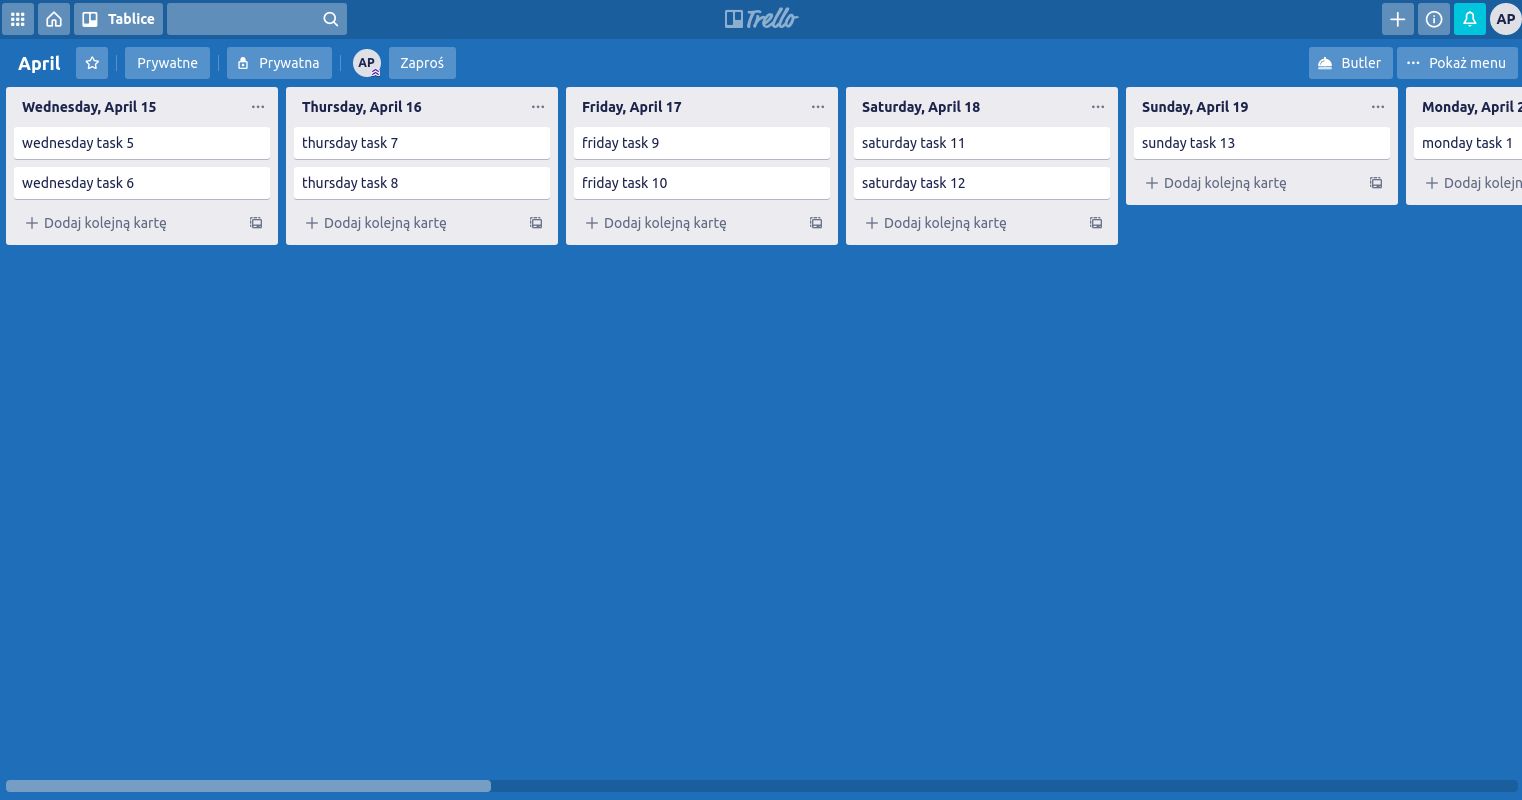 Tablice
Trello
AP
April
Prywatne
Prywatna
AP
Zaproś
Butler
Pokaż menu
Wednesday, April 15
wednesday task 5
wednesday task 6
Dodaj kolejną kartę
Thursday, April 16
thursday task 7
thursday task 8
Dodaj kolejną kartę
Friday, April 17
friday task 9
friday task 10
Dodaj kolejną kartę
Saturday, April 18
saturday task 11
saturday task 12
Dodaj kolejną kartę
Sunday, April 19
sunday task 13
Dodaj kolejną kartę
Monday, April 2
monday task 1
Dodaj kolejn